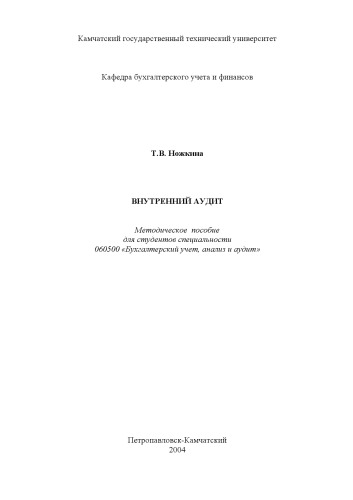 Камчатский государственный технический университет
Кафедра бухгалтерского учета и финансов
Т.В. Ножкина
ВНУТРЕННИЙ АУДИТ
Методическое пособие
для студентов специальности
060500 «Бухгалтерский учет, анализ и аудит»
Петропавловск-Камчатский
2004